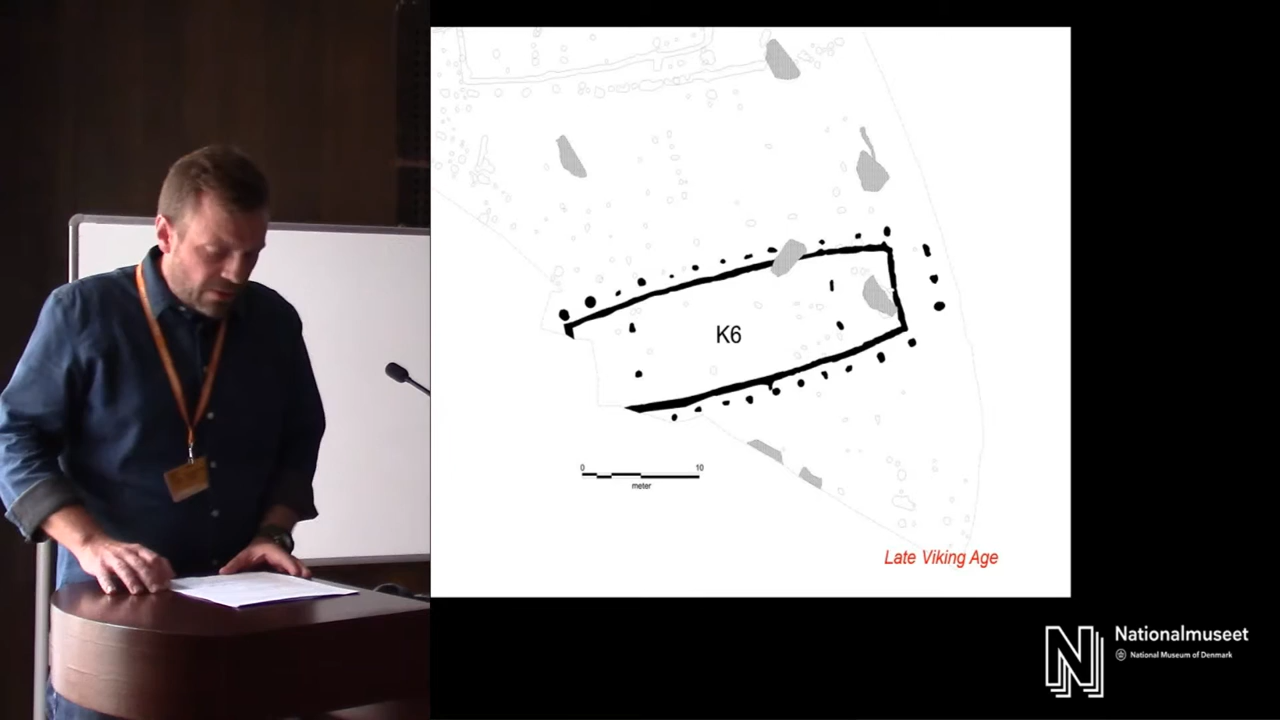 K6
0 10
meter
Late Viking Age
N Nationalmuseet
National Museum of Denmark